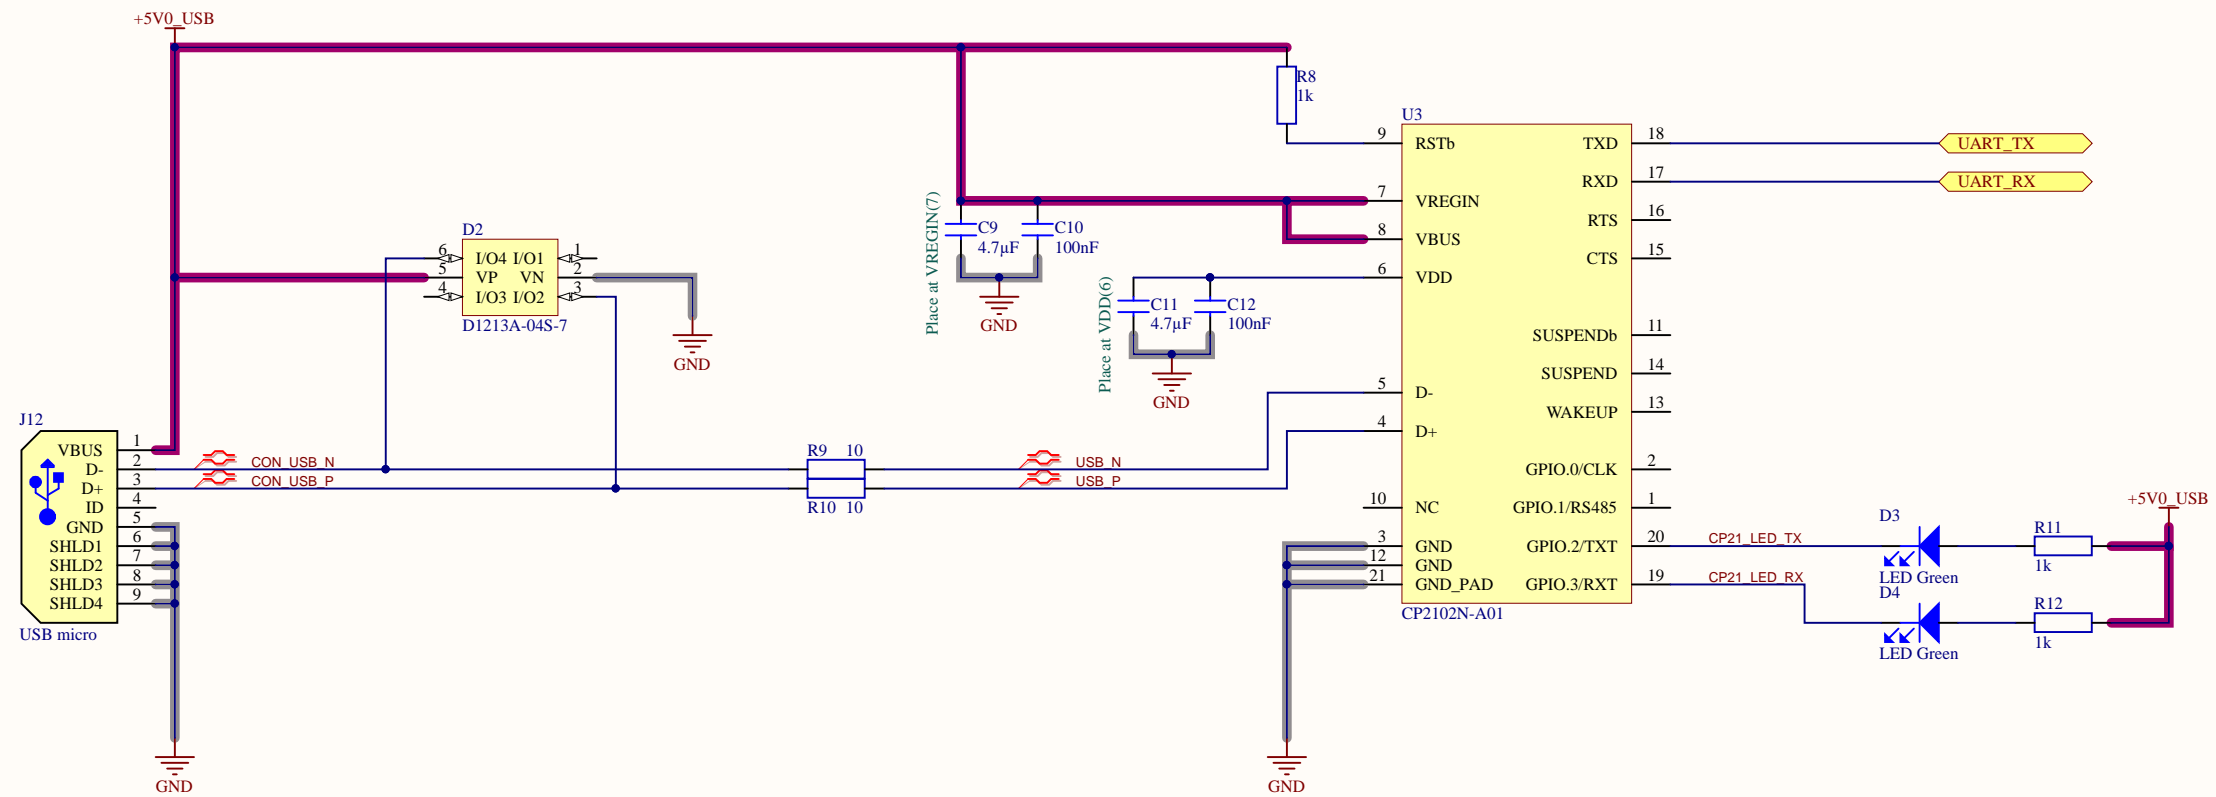 +5V0_USB
R8
1k
U3
9 RSTb
7 VREGIN
8 VBUS
6 VDD
5 D-
4 D+
10 NC
3 GND
12 GND
21 GND_PAD
TXD 18
RXD 17
RTS 16
CTS 15
SUSPENDb 11
SUSPEND 14
WAKEUP 13
GPIO.0/CLK 2
GPIO.1/RS485 1
GPIO.2/TXT 20
GPIO.3/RXT 19
CP2102N-A01
UART_TX
UART_RX
Place at VREGIN(7)
C9
4.7µF
C10
100nF
GND
Place at VDD(6)
C11
4.7µF
C12
100nF
GND
D2
6 I/O4 I/O1 1
5 VP VN 2
4 I/O3 I/O2 3
D1213A-04S-7
GND
J12
VBUS 1
D- 2
D+ 3
ID 4
GND 5
SHLD1 6
SHLD2 7
SHLD3 8
SHLD4 9
USB micro
CON_USB_N
CON_USB_P
R9 10
R10 10
USB_N
USB_P
GND
GND
CP21_LED_TX
CP21_LED_RX
D3
LED Green
D4
LED Green
R11
1k
R12
1k
+5V0_USB